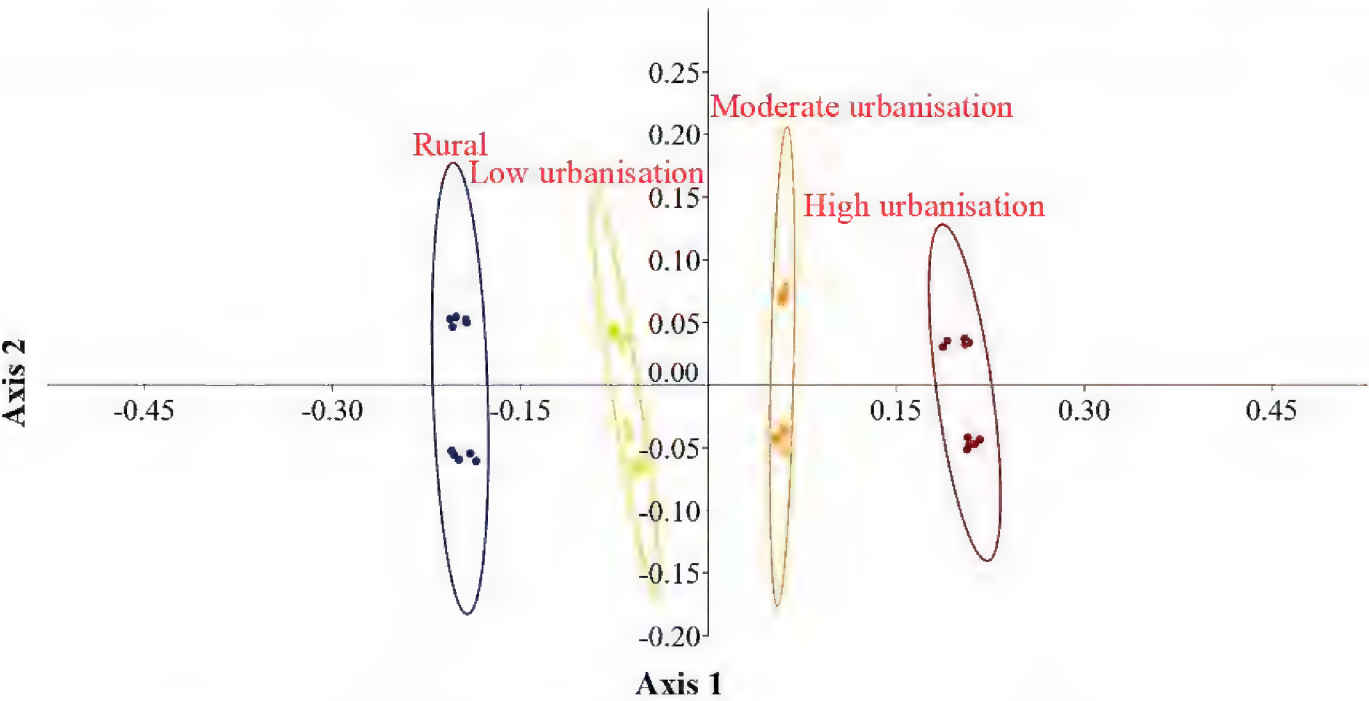 0.25
Moderate urbanisation
0.20
Rural
Low urbanisation
0.15
High urbanisation
0.10
0.05
0.00
-0.45 -0.30 -0.15 0.15 0.30 0.45
-0.05
-0.10
-0.15
-0.20
Axis 2
Axis 1